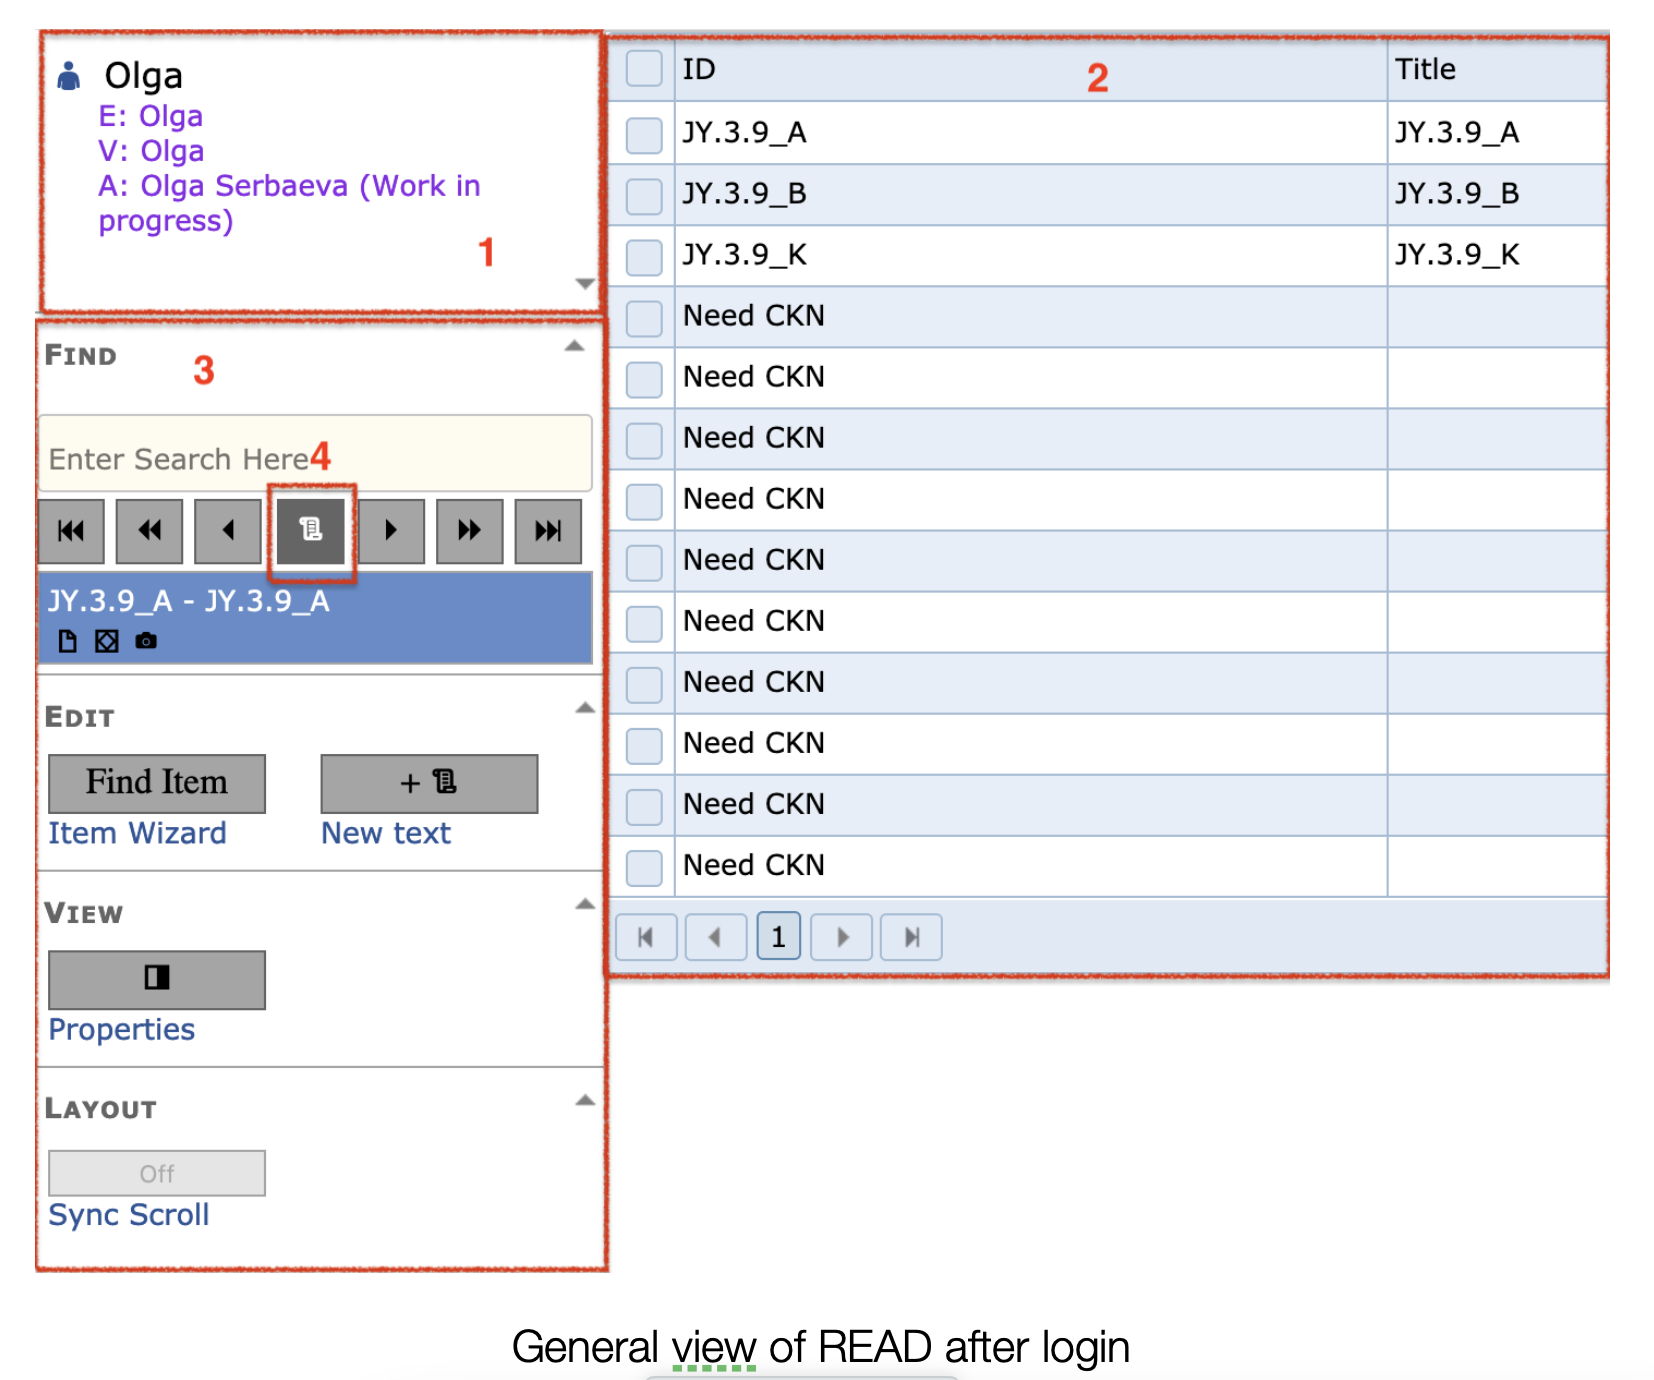 Olga
E: Olga
V: Olga
A: Olga Serbaeva (Work in
progress)
1
FIND
3
Enter Search Here
4
JY.3.9_A - JY.3.9_A
EDIT
Find Item
+
Item Wizard
New text
VIEW
Properties
LAYOUT
Off
Sync Scroll
ID
2
Title
JY.3.9_A
JY.3.9_A
JY.3.9_B
JY.3.9_B
JY.3.9_K
JY.3.9_K
Need CKN
Need CKN
Need CKN
Need CKN
Need CKN
Need CKN
Need CKN
Need CKN
Need CKN
Need CKN
1
General view of READ after login